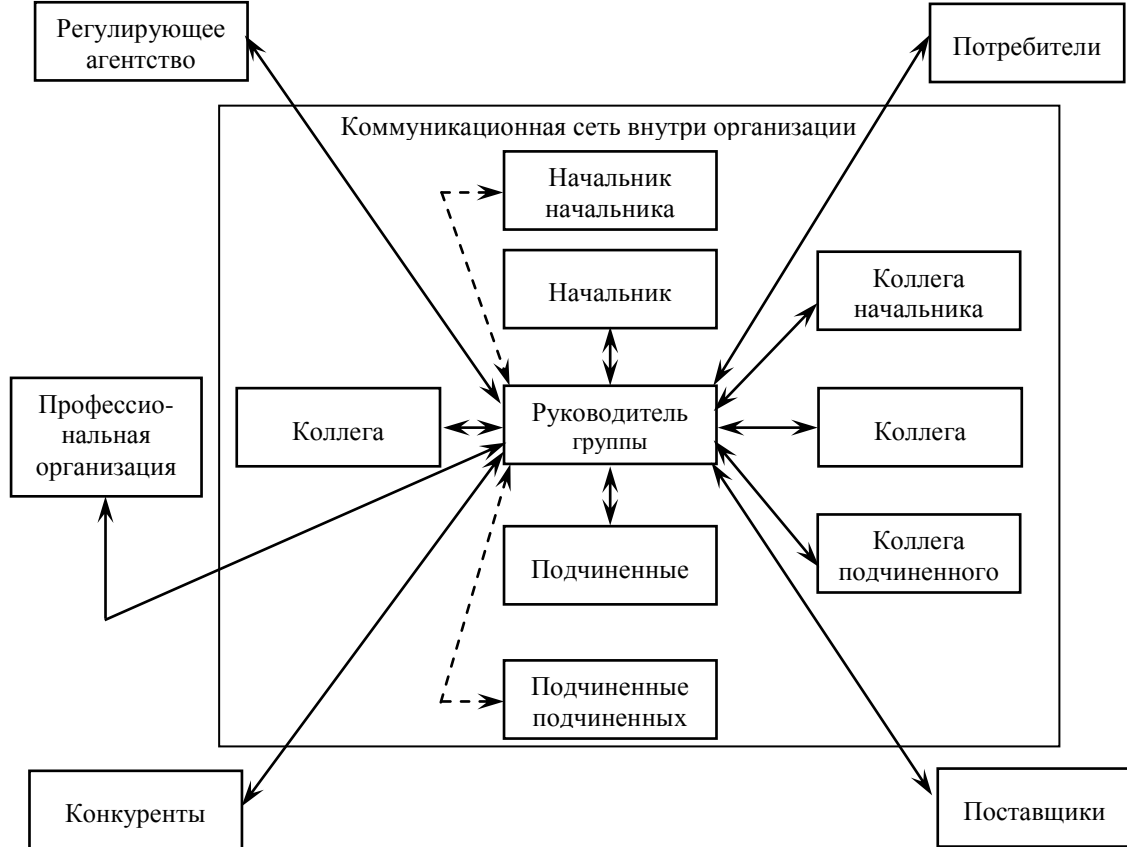 Регулирующее
агентство
Потребители
Коммуникационная сеть внутри организации
Начальник
начальника
Начальник
Коллега
начальника
Профессио-
нальная
организация
Коллега
Руководитель
группы
Коллега
Подчиненные
Коллега
подчиненного
Подчиненные
подчиненных
Конкуренты
Поставщики